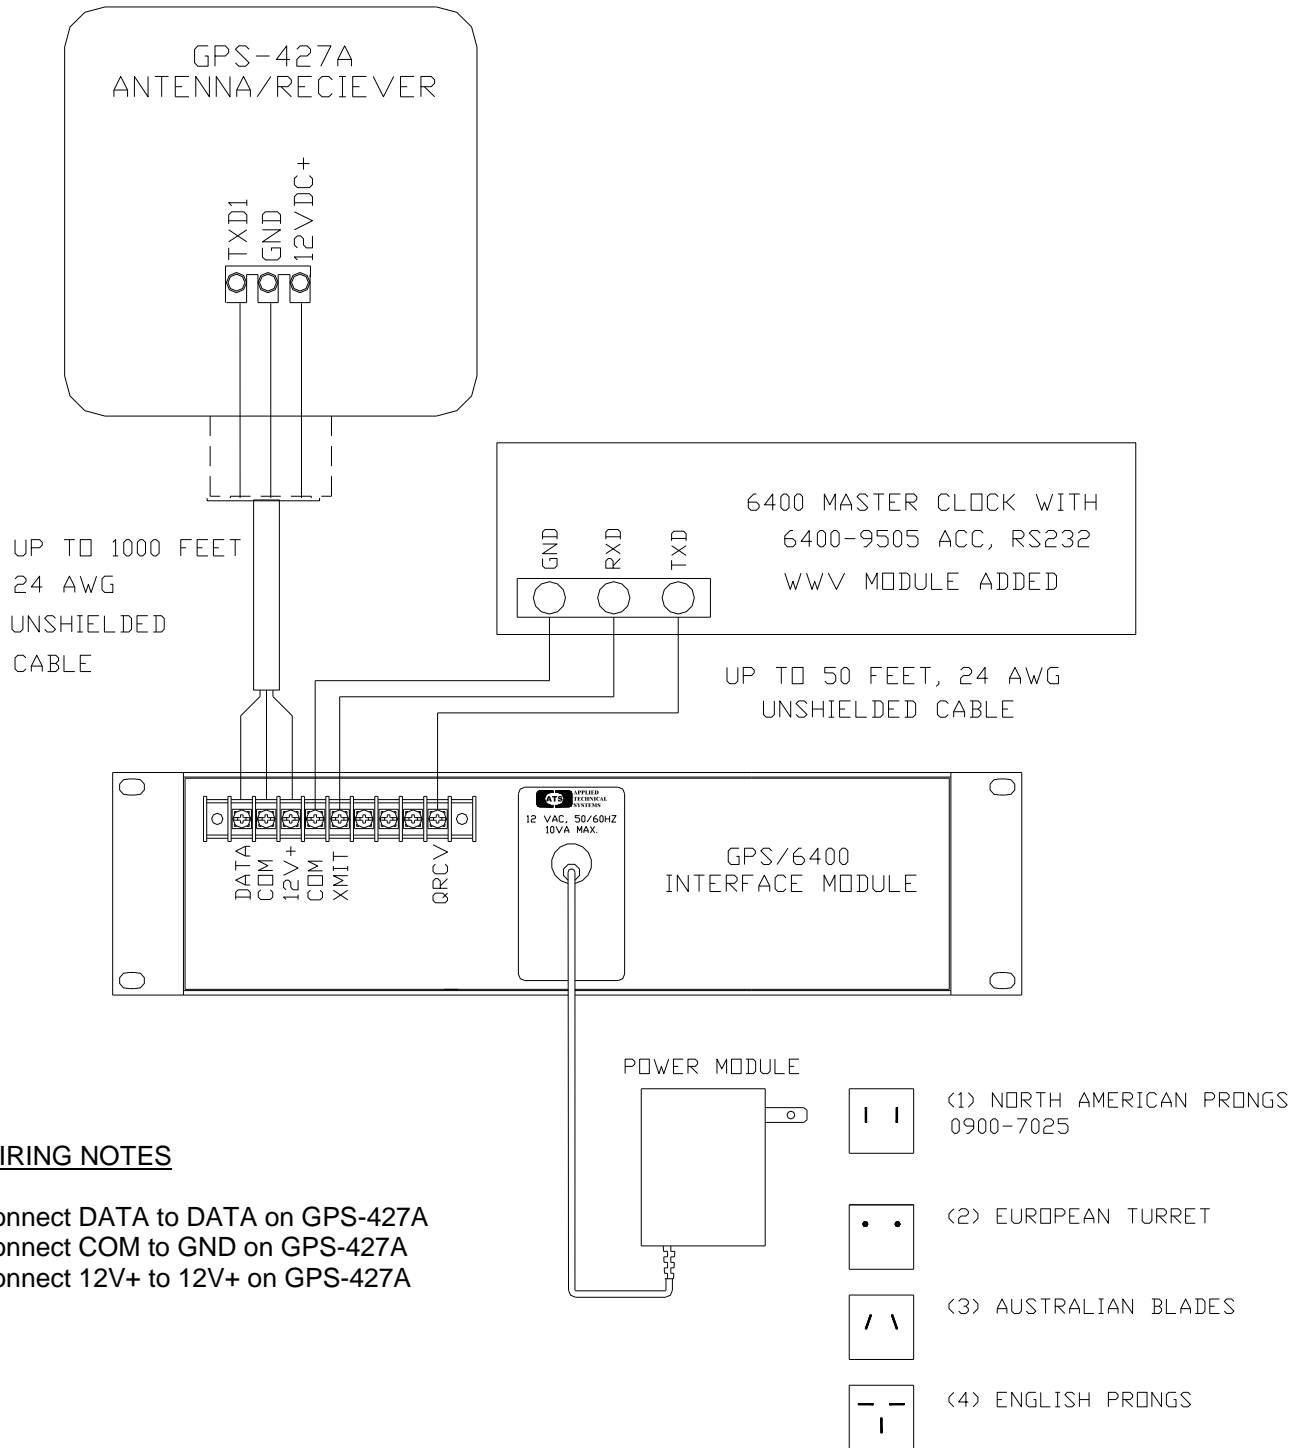 GPS-427A
ANTENNA/RECIEVER
TXD1
GND
12VDC+
UP TO 1000 FEET
24 AWG
UNSHIELDED
CABLE
6400 MASTER CLOCK WITH
6400-9505 ACC, RS232
WWV MODULE ADDED
GND
RXD
TXD
UP TO 50 FEET, 24 AWG
UNSHIELDED CABLE
ATS
APPLIED
TECHNICAL
SYSTEMS
12 VAC, 50/60HZ
10VA MAX.
DATA
COM
12V+
COM
XMIT
QRCV
GPS/6400
INTERFACE MODULE
POWER MODULE
(1) NORTH AMERICAN PRONGS
0900-7025
(2) EUROPEAN TURRET
(3) AUSTRALIAN BLADES
(4) ENGLISH PRONGS
IRING NOTES
onnect DATA to DATA on GPS-427A
onnect COM to GND on GPS-427A
onnect 12V+ to 12V+ on GPS-427A